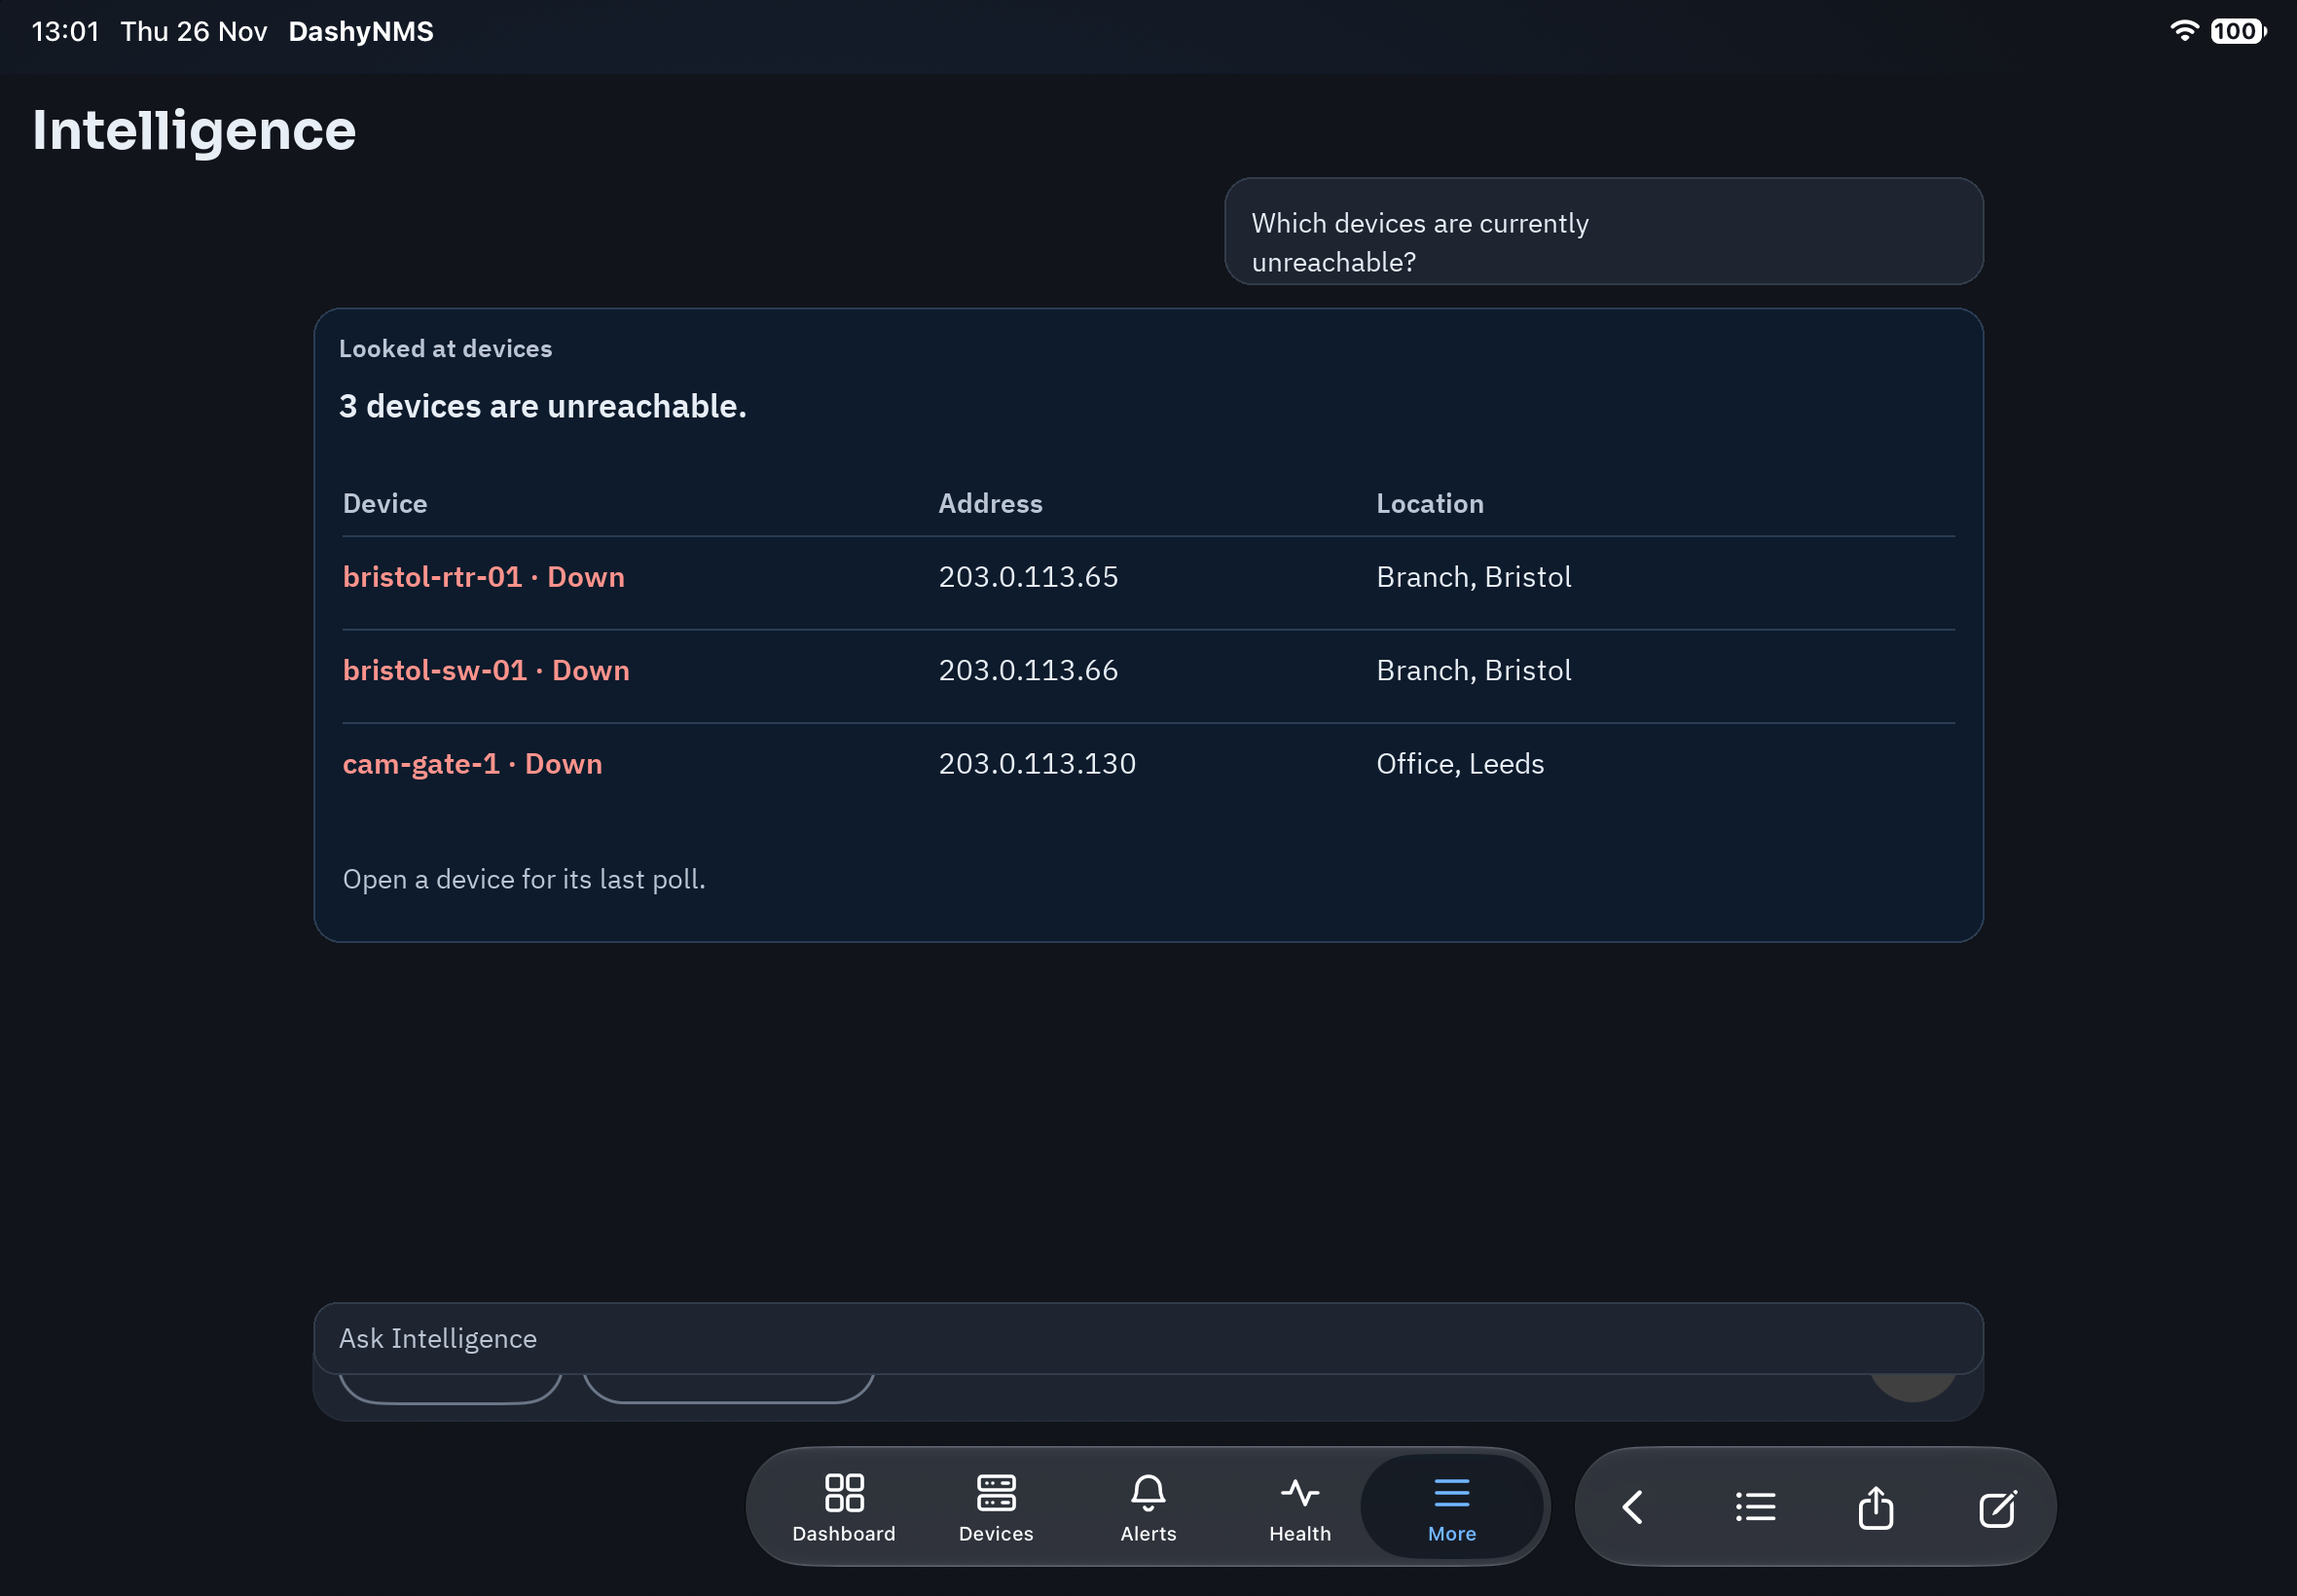 13:01 Thu 26 Nov DashyNMS 100
Intelligence
Which devices are currently
unreachable?
Looked at devices
3 devices are unreachable.
Device Address Location
bristol-rtr-01 · Down 203.0.113.65 Branch, Bristol
bristol-sw-01 · Down 203.0.113.66 Branch, Bristol
cam-gate-1 · Down 203.0.113.130 Office, Leeds
Open a device for its last poll.
Ask Intelligence
Dashboard Devices Alerts Health More